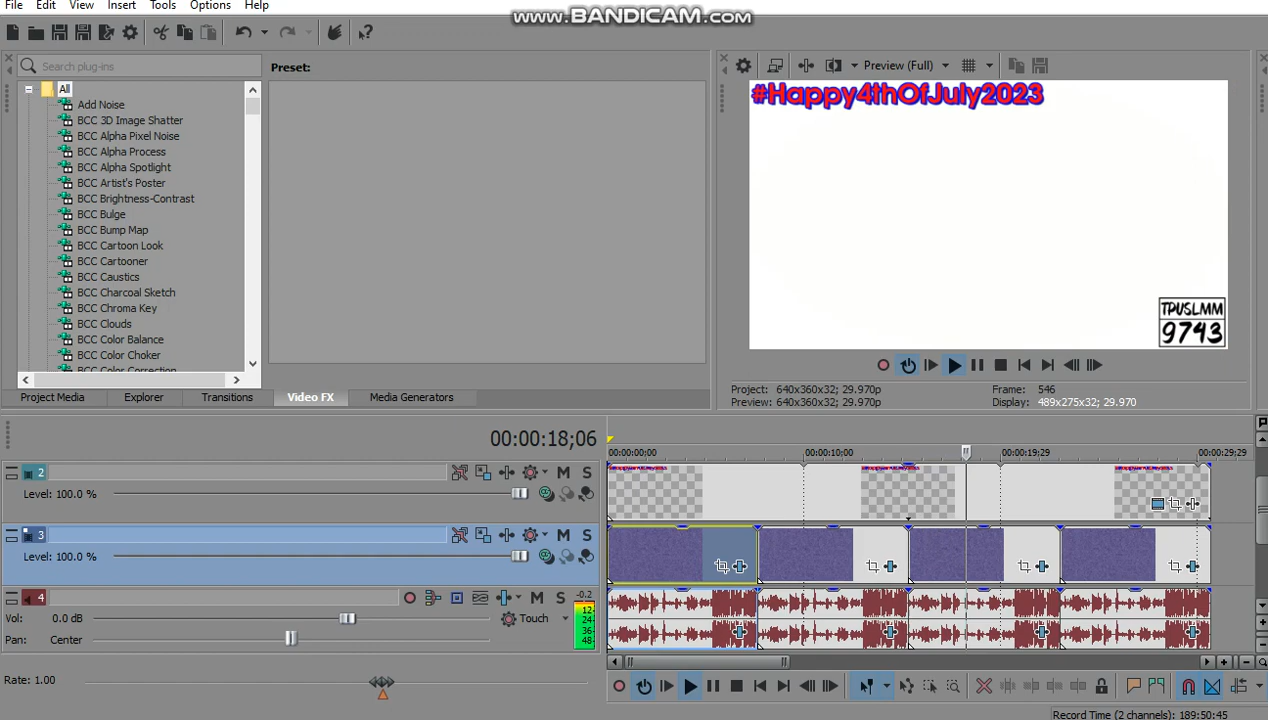 File Edit View Insert Tools Options Help
WWW.BANDICAM.COM
Search plug-ins
Preset:
Preview (Full)
All
Add Noise
BCC 3D Image Shatter
BCC Alpha Pixel Noise
BCC Alpha Process
BCC Alpha Spotlight
BCC Artist's Poster
BCC Brightness-Contrast
BCC Bulge
BCC Bump Map
BCC Cartoon Look
BCC Cartooner
BCC Caustics
BCC Charcoal Sketch
BCC Chroma Key
BCC Clouds
BCC Color Balance
BCC Color Choker
BCC Color Correction
#Happy4thOfJuly2023
TPUSLMM
9743
Project: 640x360x32; 29.970p
Preview: 640x360x32; 29.970p
Frame: 546
Display: 489x275x32; 29.970
Project Media Explorer Transitions Video FX Media Generators
00:00:18;06
00:00:00;00 00:00:10;00 00:00:19;29 00:00:29;29
2 M S
Level: 100.0 %
3 M S
Level: 100.0 %
4 M S
Vol: 0.0 dB Touch
Pan: Center
-0.2
12
24
36
48
Rate: 1.00
Record Time (2 channels): 189:50:45